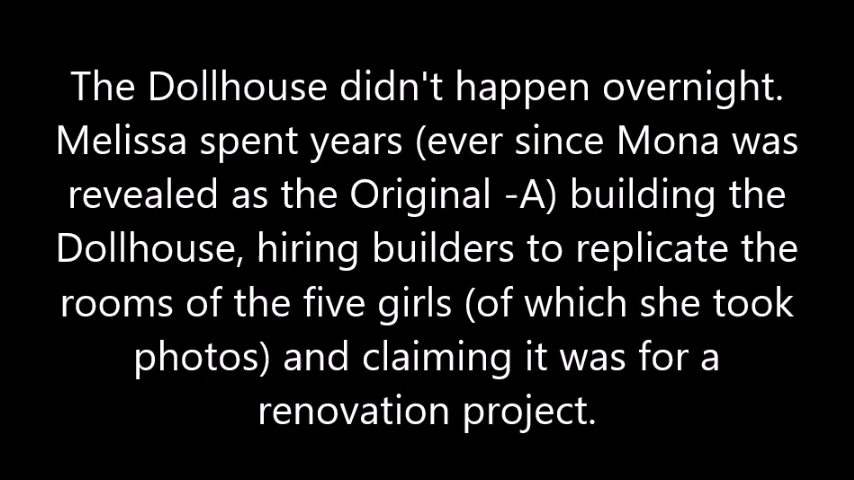 The Dollhouse didn't happen overnight.
Melissa spent years (ever since Mona was
revealed as the Original -A) building the
Dollhouse, hiring builders to replicate the
rooms of the five girls (of which she took
photos) and claiming it was for a
renovation project.